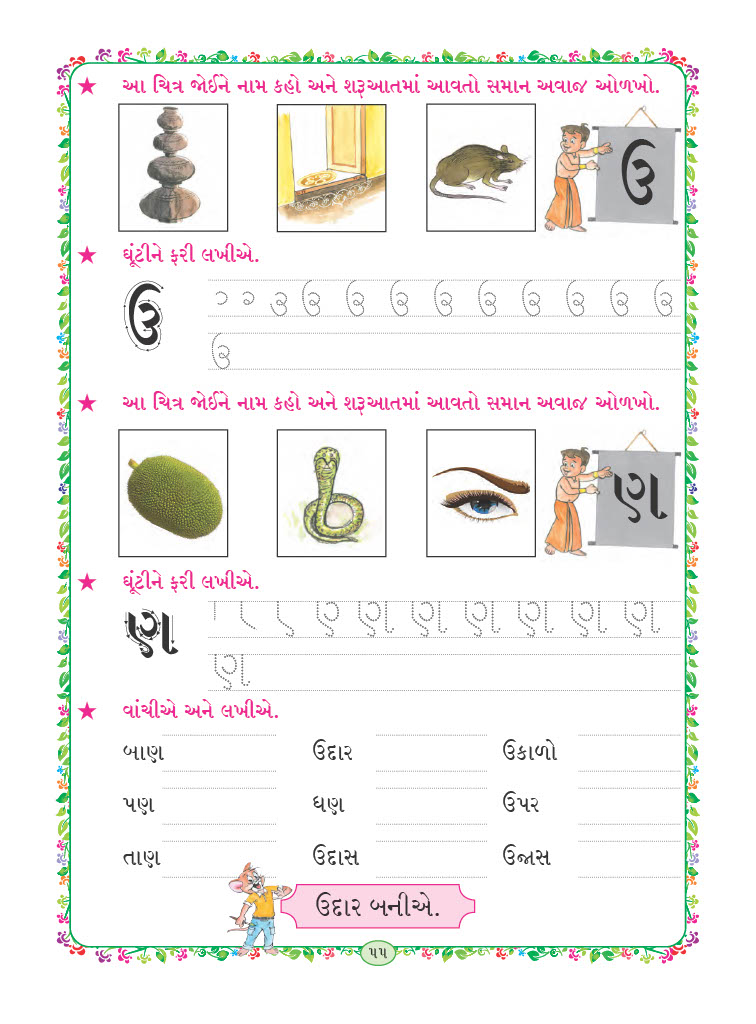 ★ આ ચિત્ર જોઈને નામ કહો અને શરૂઆતમાં આવતો સમાન અવાજ ઓળખો.
ઉ
★ ઘૂંટીને ફરી લખીએ.
ઉ ઉ ઉ ઉ ઉ ઉ ઉ ઉ ઉ ઉ
ઉ
★ આ ચિત્ર જોઈને નામ કહો અને શરૂઆતમાં આવતો સમાન અવાજ ઓળખો.
ણ
★ ઘૂંટીને ફરી લખીએ.
ણ ણ ણ ણ ણ ણ ણ ણ
ણ
★ વાંચીએ અને લખીએ.
બાણ ઉદાર ઉકાળો
પણ ધણ ઉપર
તાણ ઉદાસ ઉજાસ
ઉદાર બનીએ.
૫૫